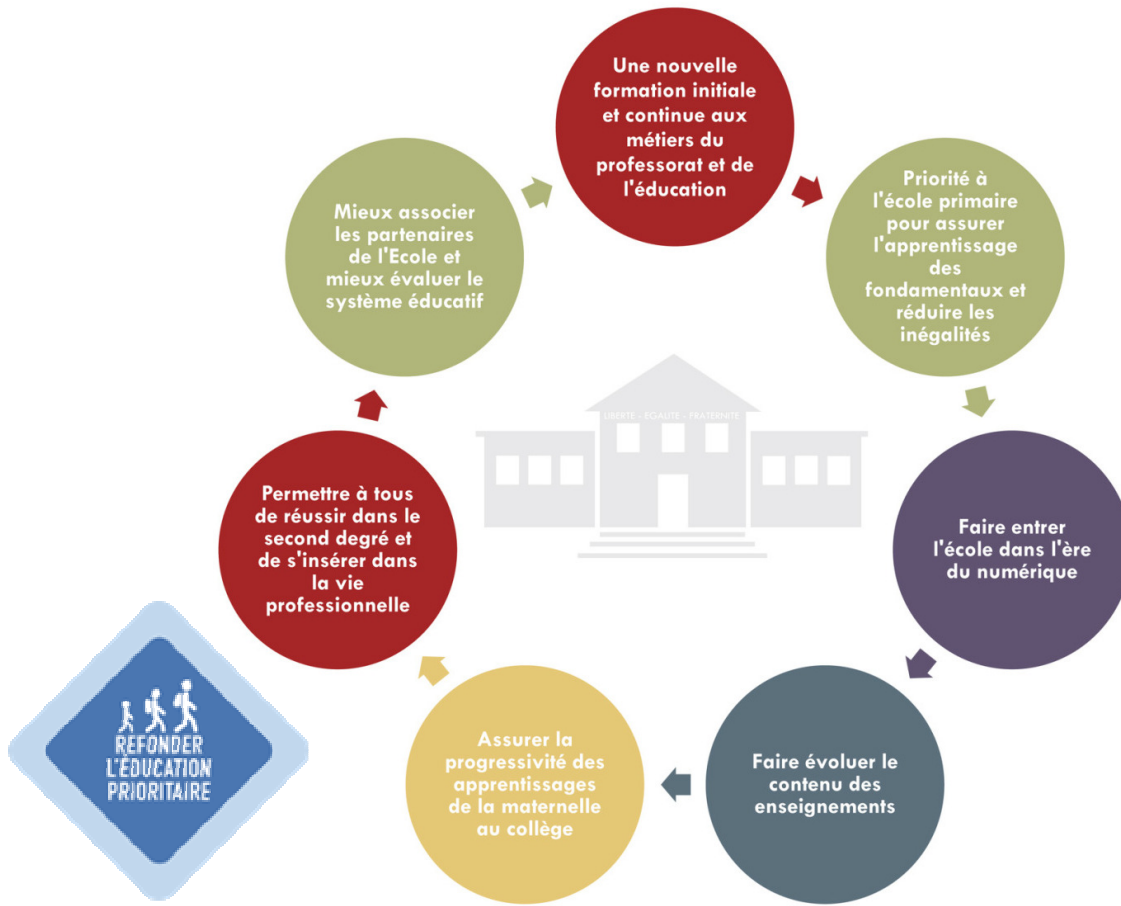 Une nouvelle
formation initiale
et continue aux
métiers du
professorat et de
l'éducation
Priorité à
l'école primaire
pour assurer
l'apprentissage
des
fondamentaux et
réduire les
inégalités
Faire entrer
l'école dans l'ère
du numérique
Faire évoluer le
contenu des
enseignements
Assurer la
progressivité des
apprentissages
de la maternelle
au collège
Permettre à tous
de réussir dans le
second degré et
de s'insérer dans
la vie
professionnelle
Mieux associer
les partenaires
de l'Ecole et
mieux évaluer le
système éducatif
LIBERTE - EGALITE - FRATERNITE
REFONDER
L'ÉDUCATION
PRIORITAIRE